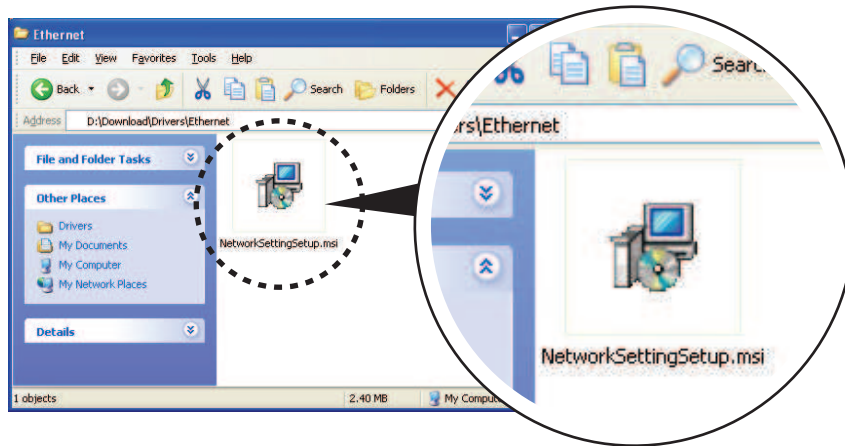 Ethernet
File Edit View Favorites Tools Help
Back Search Folders
Address D:\Download\Drivers\Ethernet
File and Folder Tasks
Other Places
Drivers
My Documents
My Computer
My Network Places
Details
NetworkSettingSetup.msi
1 objects 2.40 MB My Comput
Sear
rs\Ethernet
NetworkSettingSetup.msi